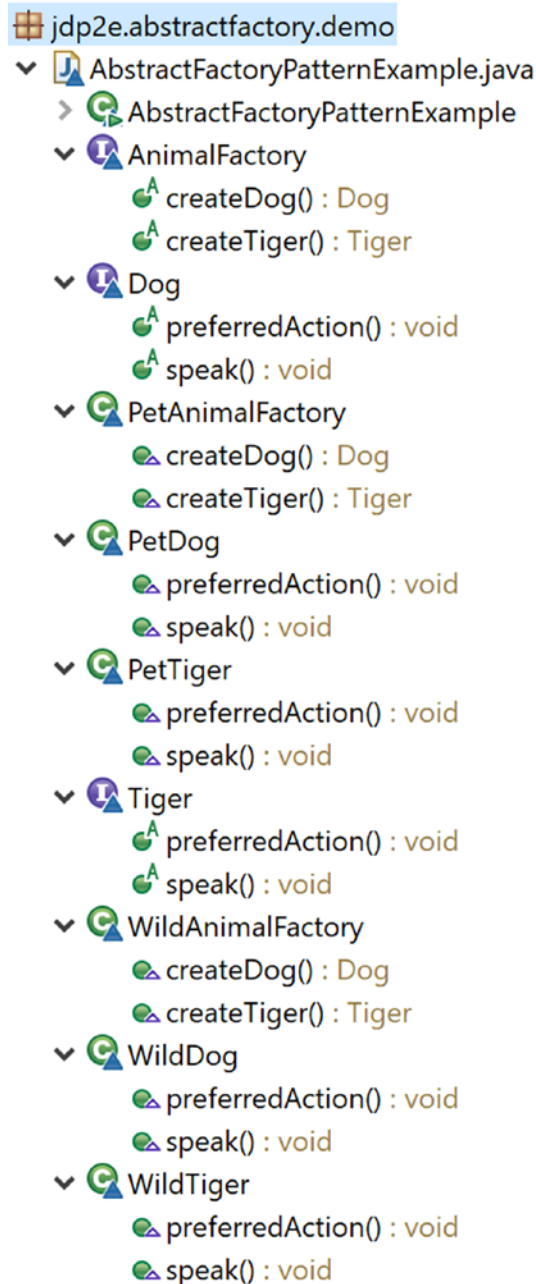 jdp2e.abstractfactory.demo
AbstractFactoryPatternExample.java
AbstractFactoryPatternExample
AnimalFactory
createDog() : Dog
createTiger() : Tiger
Dog
preferredAction() : void
speak() : void
PetAnimalFactory
createDog() : Dog
createTiger() : Tiger
PetDog
preferredAction() : void
speak() : void
PetTiger
preferredAction() : void
speak() : void
Tiger
preferredAction() : void
speak() : void
WildAnimalFactory
createDog() : Dog
createTiger() : Tiger
WildDog
preferredAction() : void
speak() : void
WildTiger
preferredAction() : void
speak() : void